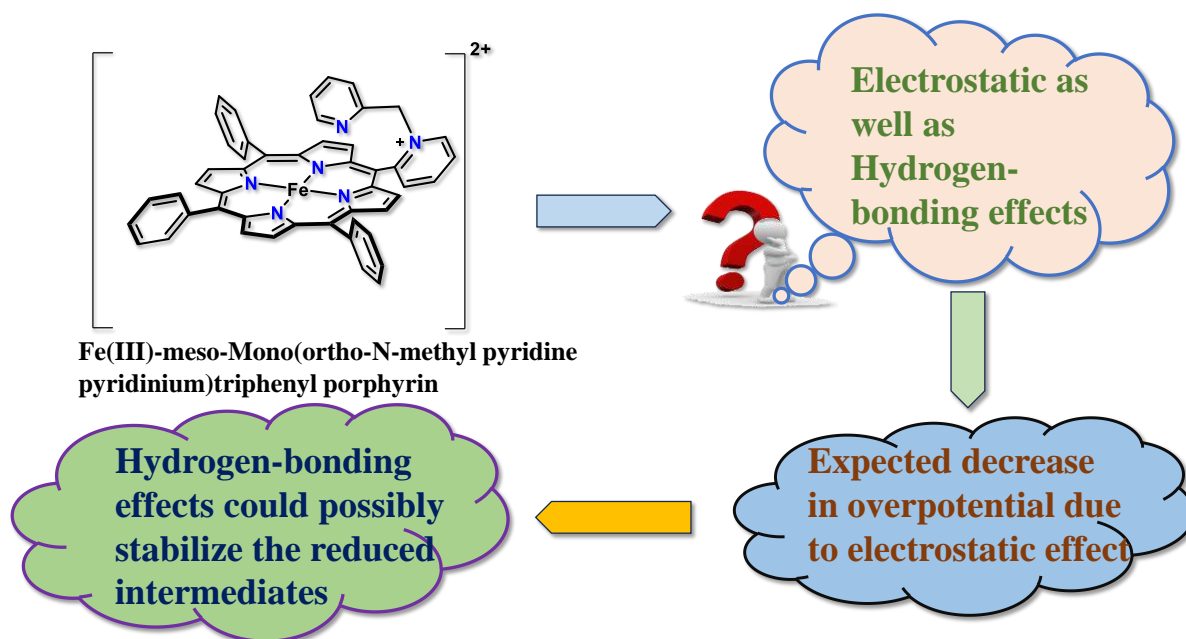 2+
N
N
+
N
N
Fe
N
N
Fe(III)-meso-Mono(ortho-N-methyl pyridine
pyridinium)triphenyl porphyrin
?
Electrostatic as
well as
Hydrogen-
bonding effects
Expected decrease
in overpotential due
to electrostatic effect
Hydrogen-bonding
effects could possibly
stabilize the reduced
intermediates